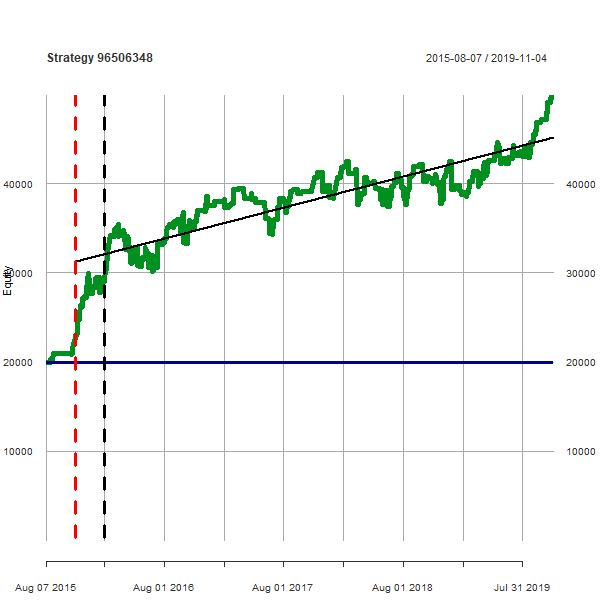 Strategy 96506348
2015-08-07 / 2019-11-04
40000
40000
Equity
30000
30000
20000
20000
10000
10000
Aug 07 2015
Aug 01 2016
Aug 01 2017
Aug 01 2018
Jul 31 2019